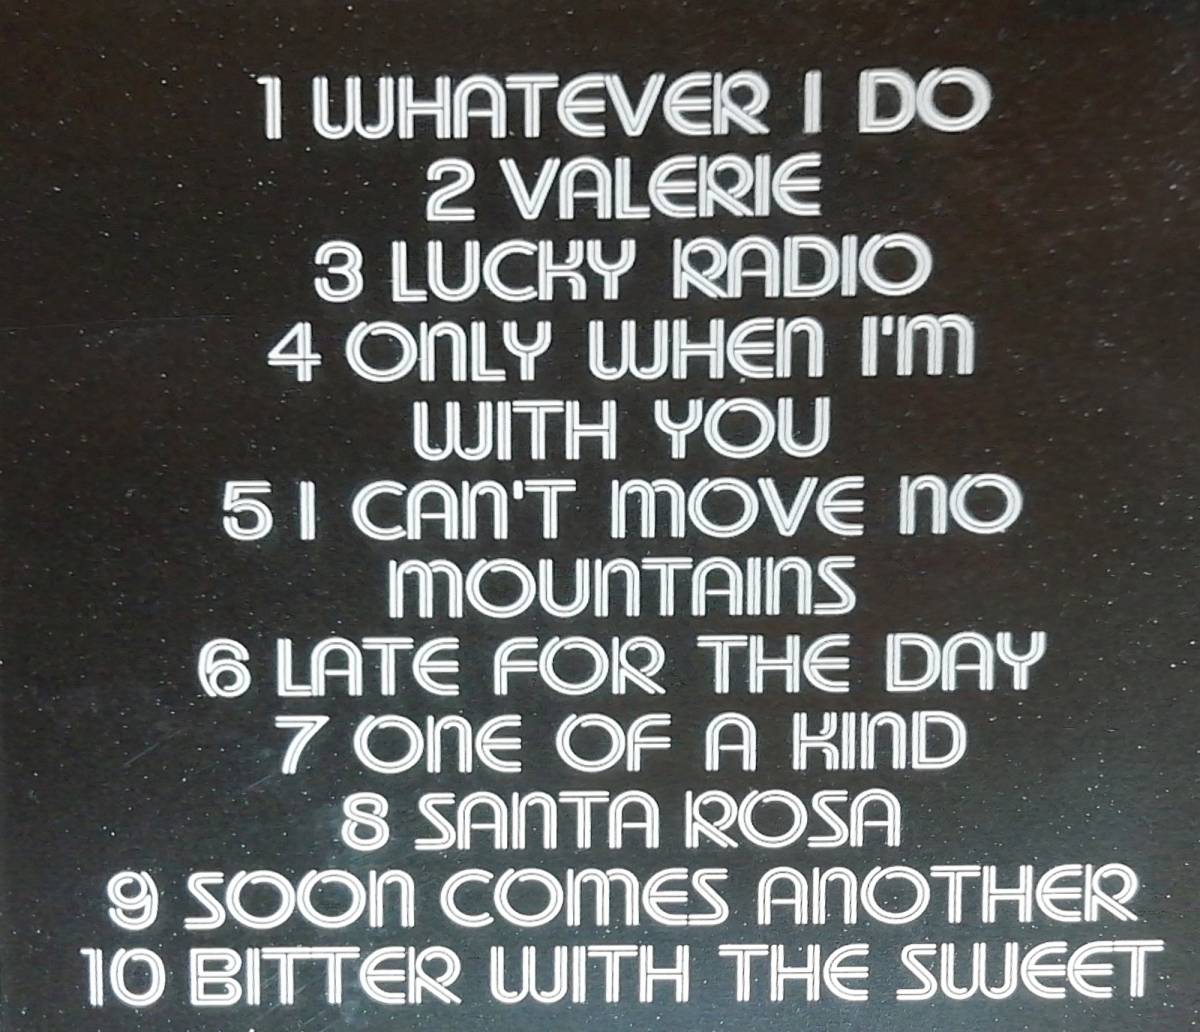 1 WHATEVER I DO
2 VALERIE
3 LUCKY RADIO
4 ONLY WHEN I'M
WITH YOU
5 I CAN'T MOVE NO
MOUNTAINS
6 LATE FOR THE DAY
7 ONE OF A KIND
8 SANTA ROSA
9 SOON COMES ANOTHER
10 BITTER WITH THE SWEET